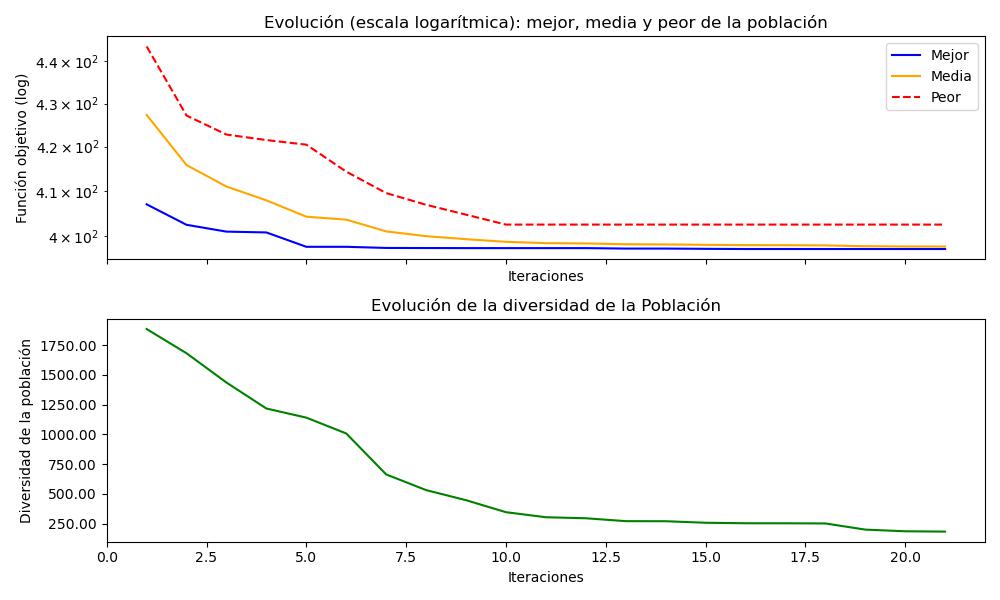 Evolución (escala logarítmica): mejor, media y peor de la población
4.4 × 10²
4.3 × 10²
4.2 × 10²
4.1 × 10²
4 × 10²
Función objetivo (log)
Mejor
Media
Peor
Iteraciones
Evolución de la diversidad de la Población
1750.00
1500.00
1250.00
1000.00
750.00
500.00
250.00
Diversidad de la población
0.0 2.5 5.0 7.5 10.0 12.5 15.0 17.5 20.0
Iteraciones